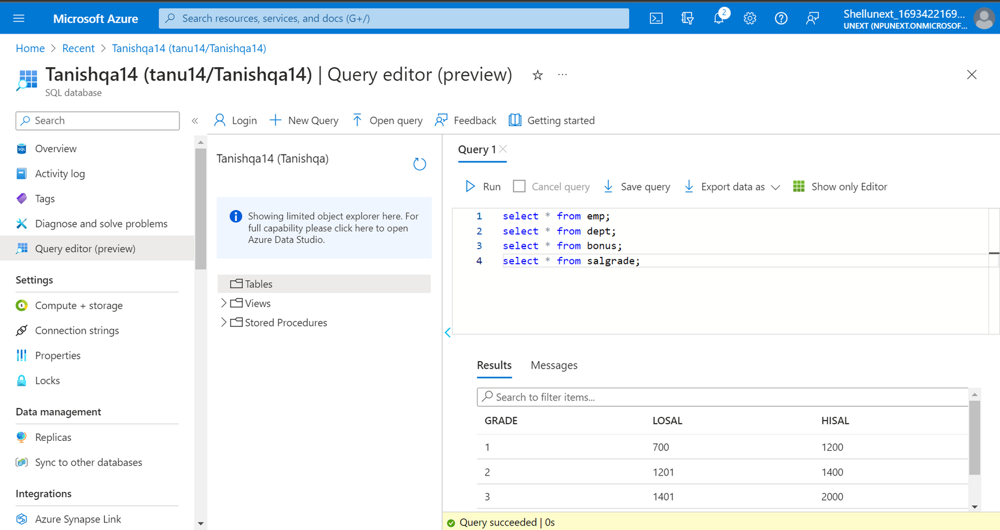 Microsoft Azure
Search resources, services, and docs (G+/)
2
Shellunext_1693422169...
UNEXT (NPUNEXT.ONMICROSOF...
Home > Recent > Tanishqa14 (tanu14/Tanishqa14)
Tanishqa14 (tanu14/Tanishqa14) | Query editor (preview)
...
SQL database
Search
«
Login
New Query
Open query
Feedback
Getting started
Overview
Activity log
Tags
Diagnose and solve problems
Query editor (preview)
Settings
Compute + storage
Connection strings
Properties
Locks
Data management
Replicas
Sync to other databases
Integrations
Azure Synapse Link
Tanishqa14 (Tanishqa)
Showing limited object explorer here. For
full capability please click here to open
Azure Data Studio.
Tables
Views
Stored Procedures
Query 1
Run
Cancel query
Save query
Export data as
Show only Editor
1 select * from emp;
2 select * from dept;
3 select * from bonus;
4 select * from salgrade;
Results Messages
Search to filter items...
GRADE LOSAL HISAL
1 700 1200
2 1201 1400
3 1401 2000
Query succeeded | 0s